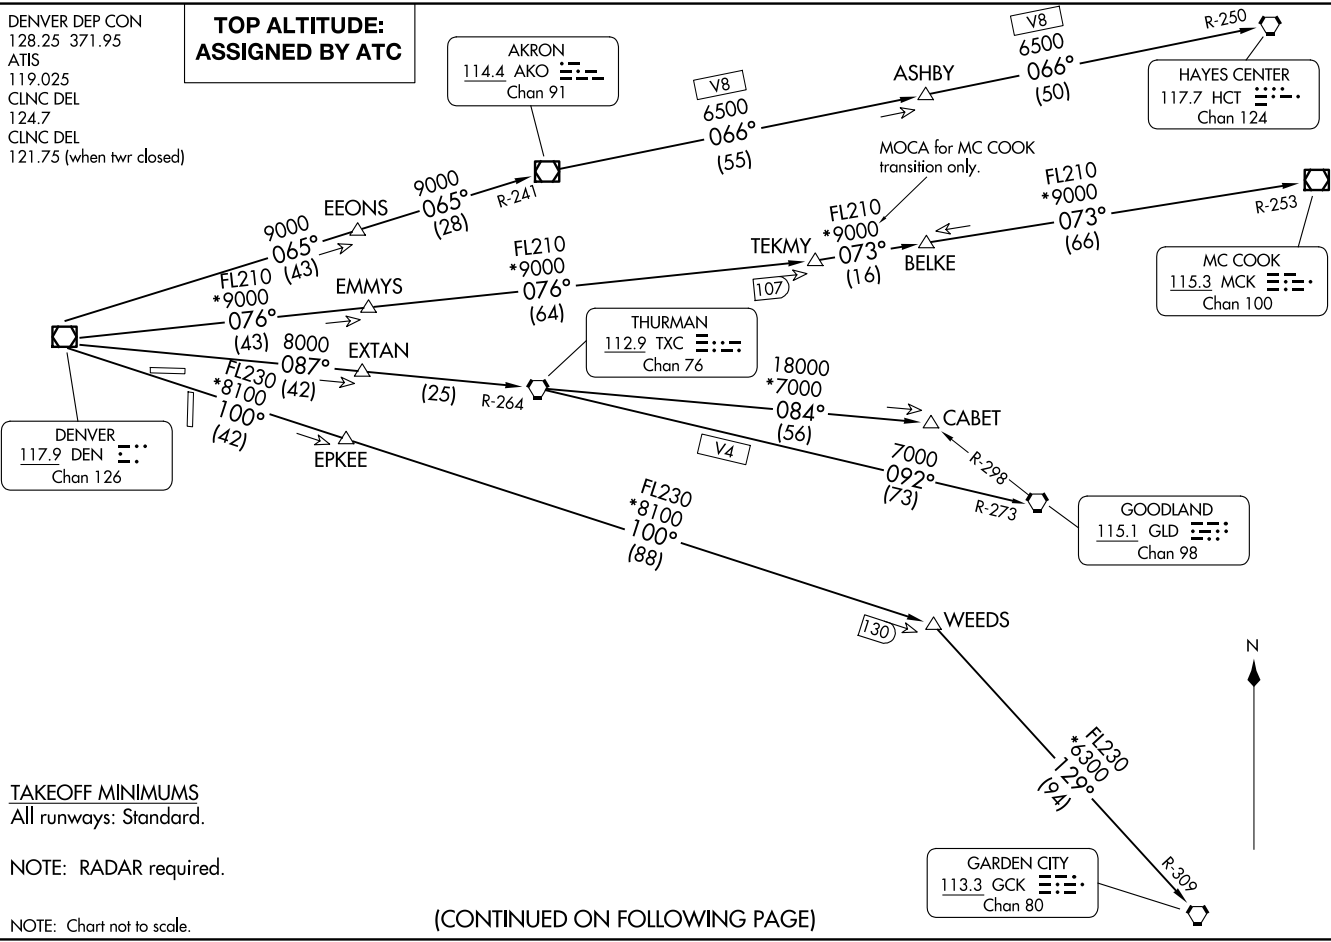 DENVER DEP CON
128.25 371.95
ATIS
119.025
CLNC DEL
124.7
CLNC DEL
121.75 (when twr closed)
TOP ALTITUDE:
ASSIGNED BY ATC
AKRON
114.4 AKO
Chan 91
V8
6500
066°
(55)
ASHBY
V8
6500
066°
(50)
R-250
HAYES CENTER
117.7 HCT
Chan 124
MOCA for MC COOK
transition only.
9000
065°
(43)
EEONS
9000
065°
(28)
R-241
FL210
*9000
076°
(43)
EMMYS
FL210
*9000
076°
(64)
TEKMY
107
FL210
*9000
073°
(16)
BELKE
FL210
*9000
073°
(66)
R-253
MC COOK
115.3 MCK
Chan 100
8000
087°
(42)
EXTAN
(25)
R-264
THURMAN
112.9 TXC
Chan 76
18000
*7000
084°
(56)
CABET
R-298
V4
7000
092°
(73)
R-273
GOODLAND
115.1 GLD
Chan 98
DENVER
117.9 DEN
Chan 126
FL230
*8100
100°
(42)
EPKEE
FL230
*8100
100°
(88)
130
WEEDS
N
FL230
*6300
129°
(94)
R-309
GARDEN CITY
113.3 GCK
Chan 80
TAKEOFF MINIMUMS
All runways: Standard.
NOTE: RADAR required.
NOTE: Chart not to scale.
(CONTINUED ON FOLLOWING PAGE)